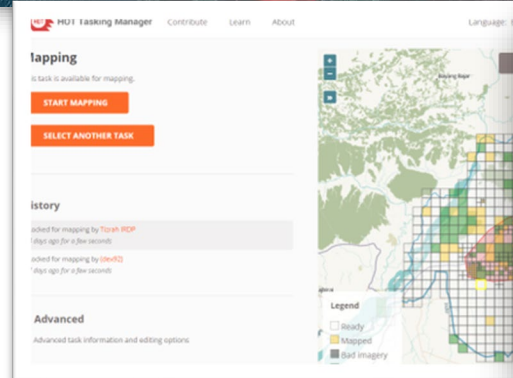 HOT Tasking Manager Contribute Learn About Language:
Mapping
is task is available for mapping.
START MAPPING
SELECT ANOTHER TASK
istory
ocked for mapping by Tizrah IRDP
days ago for a few seconds
ocked for mapping by
days ago for a few seconds
Advanced
Advanced task information and editing options
Legend
Ready
Mapped
Bad imagery